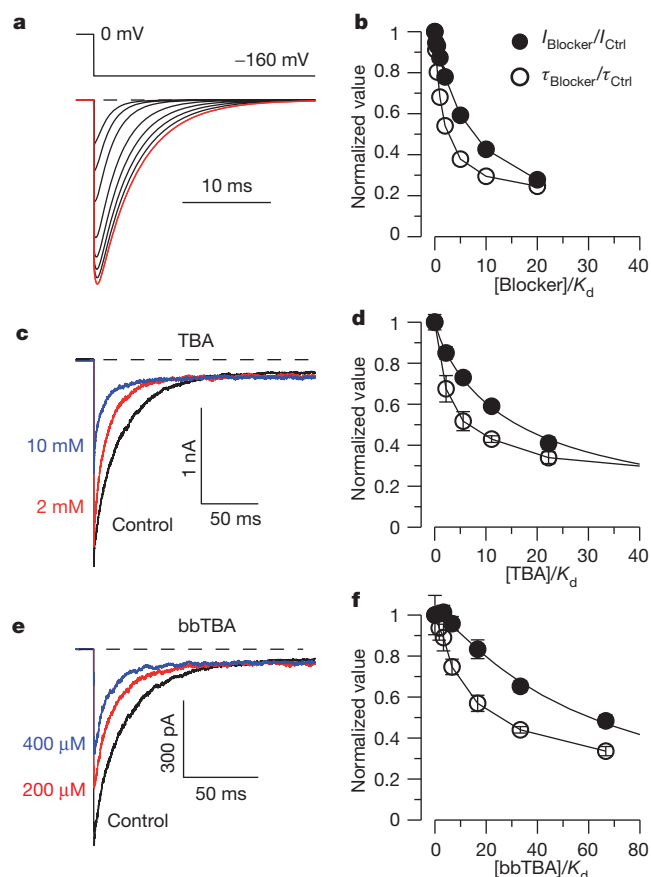 a
0 mV
−160 mV
10 ms
b
Normalized value
1
0.8
0.6
0.4
0.2
0
I_Blocker/I_Ctrl
τ_Blocker/τ_Ctrl
0 10 20 30 40
[Blocker]/K_d
c
TBA
10 mM
2 mM
Control
1 nA
50 ms
d
Normalized value
1
0.8
0.6
0.4
0.2
0
0 10 20 30 40
[TBA]/K_d
e
bbTBA
400 µM
200 µM
Control
300 pA
50 ms
f
Normalized value
1
0.8
0.6
0.4
0.2
0
0 20 40 60 80
[bbTBA]/K_d